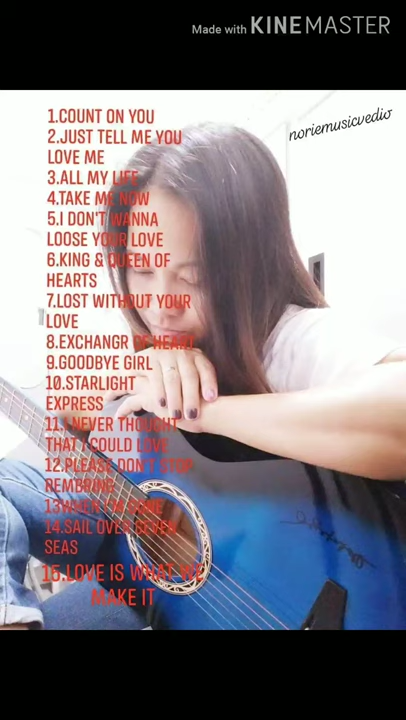 Made with KINEMASTER
noriemusicvedio
1.COUNT ON YOU
2.JUST TELL ME YOU
LOVE ME
3.ALL MY LIFE
4.TAKE ME NOW
5.I DON'T WANNA
LOOSE YOUR LOVE
6.KING & QUEEN OF
HEARTS
7.LOST WITHOUT YOUR
LOVE
8.EXCHANGR OF HEART
9.GOODBYE GIRL
10.STARLIGHT
EXPRESS
11.I NEVER THOUGHT
THAT I COULD LOVE
12.PLEASE DON'T STOP
14.SAIL OVER SEVEN
SEAS
15.LOVE IS WHAT WE
MAKE IT